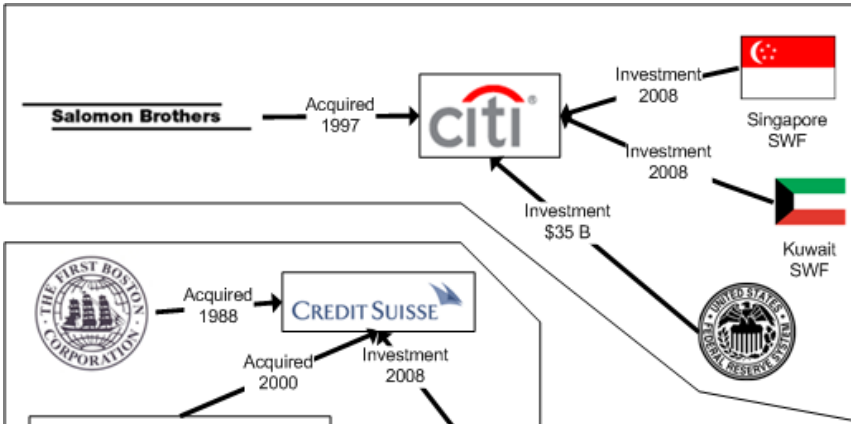 Salomon Brothers
Acquired
1997
citi®
Investment
2008
Singapore
SWF
Investment
2008
Kuwait
SWF
Investment
$35 B
UNITED STATES
FEDERAL RESERVE SYSTEM
THE FIRST BOSTON
CORPORATION
Acquired
1988
CREDIT SUISSE
Acquired
2000
Investment
2008